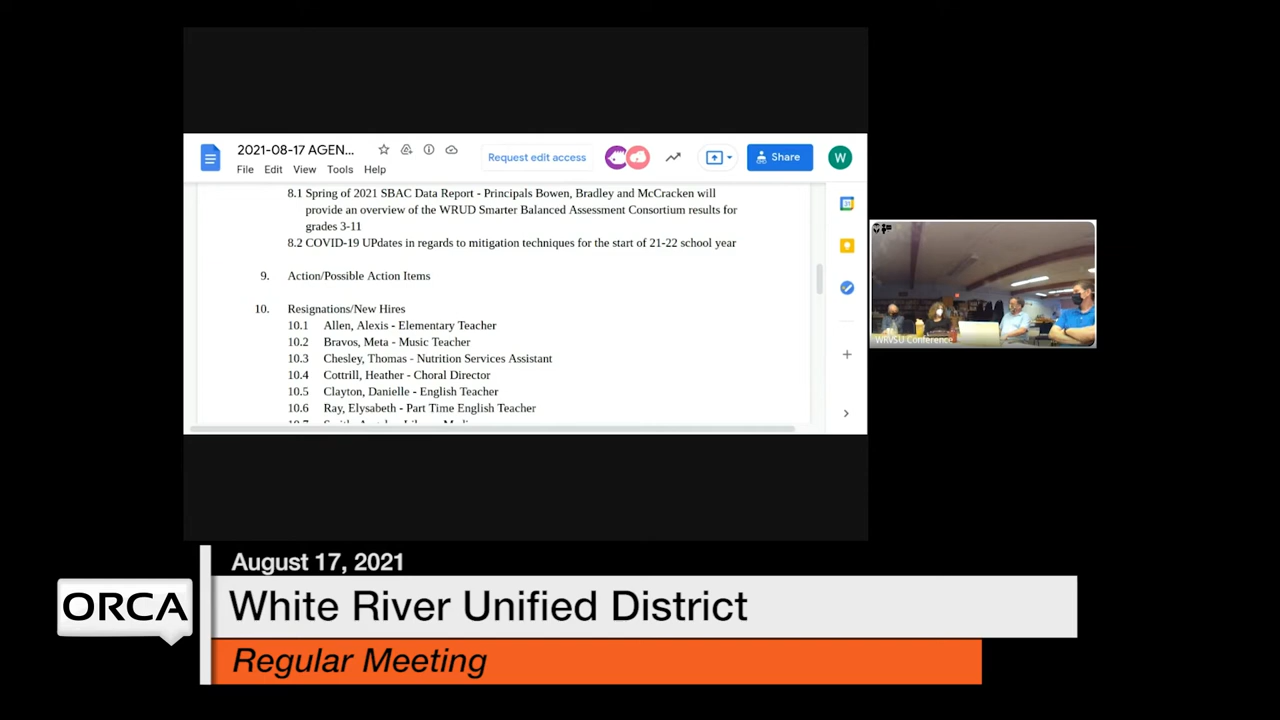 2021-08-17 AGEN...
File Edit View Tools Help
Request edit access
Share
W
8.1 Spring of 2021 SBAC Data Report - Principals Bowen, Bradley and McCracken will
provide an overview of the WRUD Smarter Balanced Assessment Consortium results for
grades 3-11
8.2 COVID-19 UPdates in regards to mitigation techniques for the start of 21-22 school year
9. Action/Possible Action Items
10. Resignations/New Hires
10.1 Allen, Alexis - Elementary Teacher
10.2 Bravos, Meta - Music Teacher
10.3 Chesley, Thomas - Nutrition Services Assistant
10.4 Cottrill, Heather - Choral Director
10.5 Clayton, Danielle - English Teacher
10.6 Ray, Elysabeth - Part Time English Teacher
WRVSU Conference
August 17, 2021
ORCA
White River Unified District
Regular Meeting